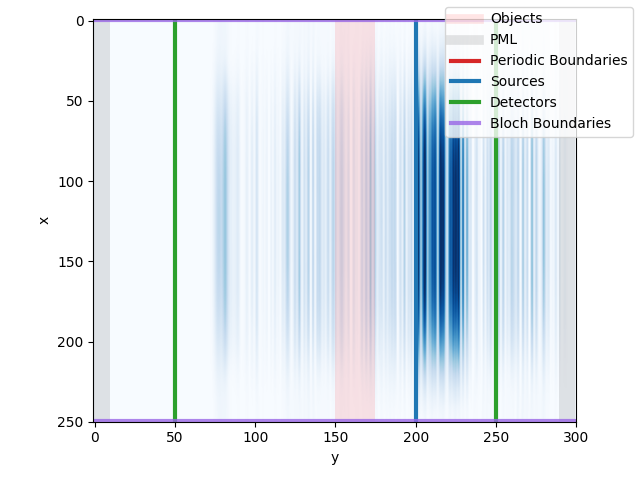 Objects
PML
Periodic Boundaries
Sources
Detectors
Bloch Boundaries
0
50
100
150
200
250
x
0 50 100 150 200 250 300
y